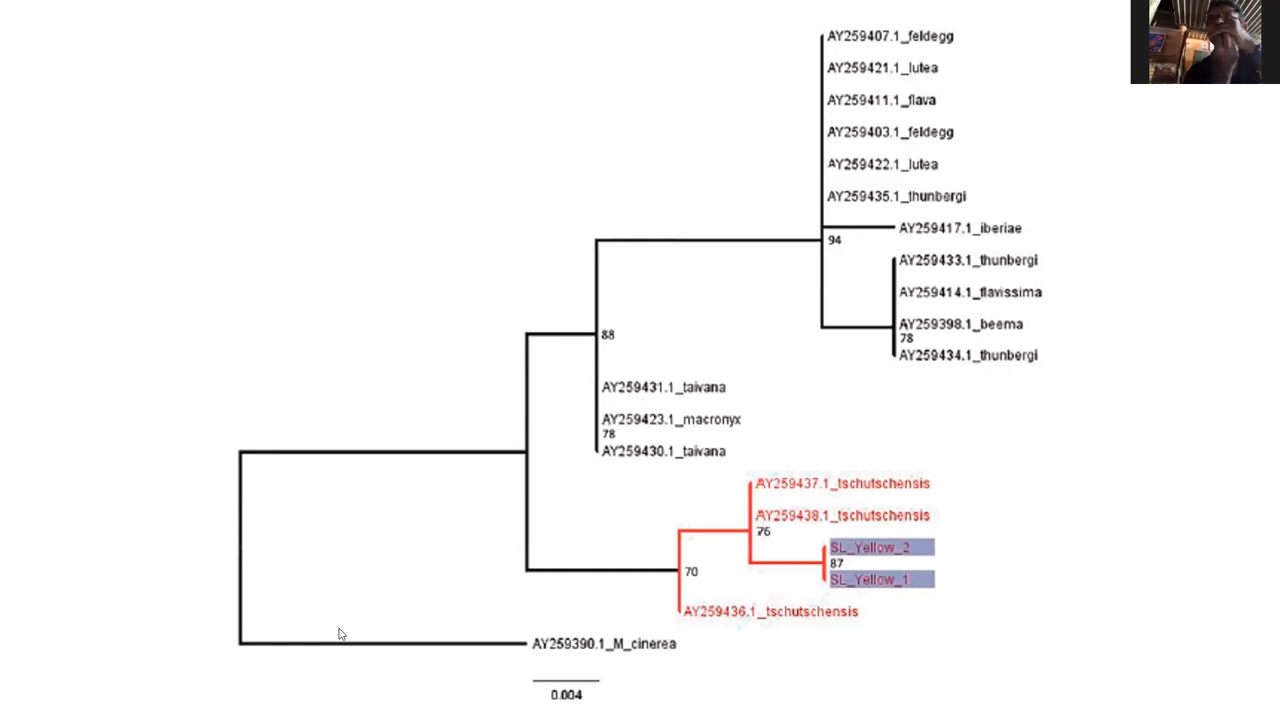 AY259407.1_feldegg
AY259421.1_lutea
AY259411.1_flava
AY259403.1_feldegg
AY259422.1_lutea
AY259435.1_thunbergi
AY259417.1_iberiae
94
AY259433.1_thunbergi
AY259414.1_flavissima
AY259398.1_beema
78
AY259434.1_thunbergi
88
AY259431.1_taivana
AY259423.1_macronyx
78
AY259430.1_taivana
AY259437.1_tschutschensis
AY259438.1_tschutschensis
76
SL_Yellow_2
87
SL_Yellow_1
70
AY259436.1_tschutschensis
AY259390.1_M_cinerea
0.004